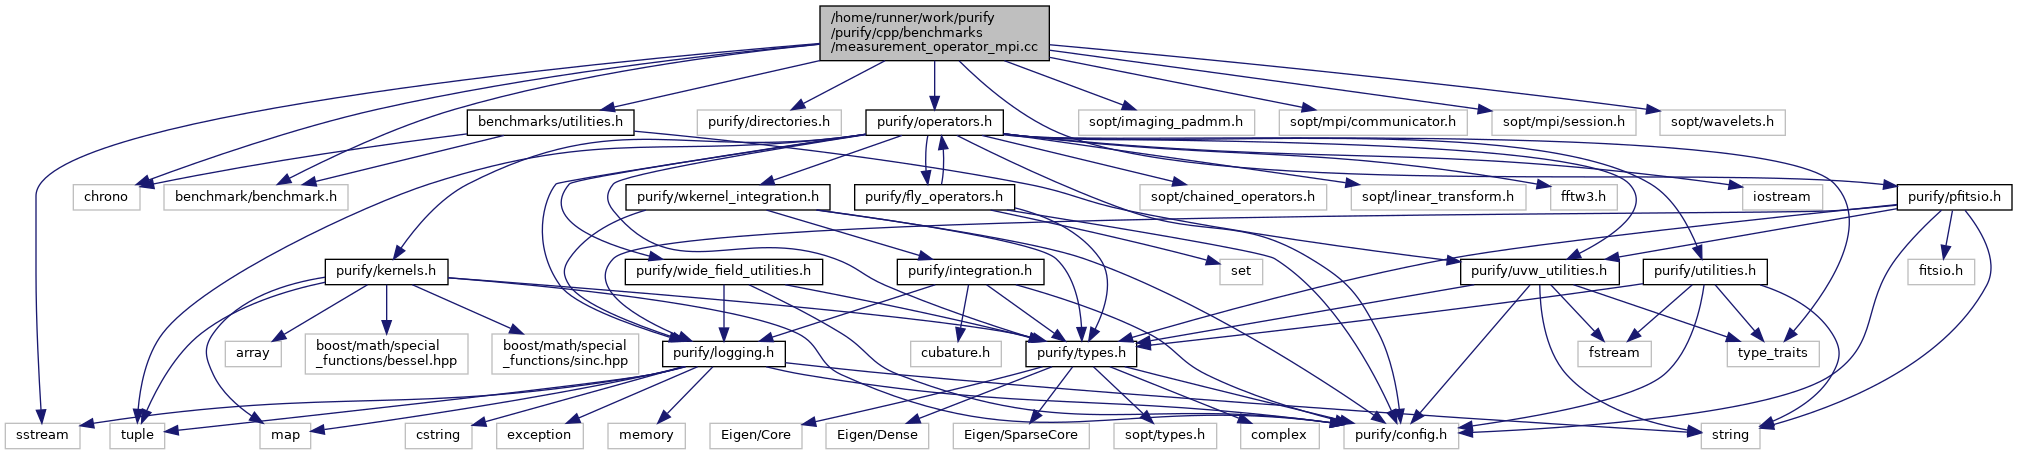 /home/runner/work/purify
/purify/cpp/benchmarks
/measurement_operator_mpi.cc
benchmarks/utilities.h
purify/directories.h
purify/operators.h
sopt/imaging_padmm.h
sopt/mpi/communicator.h
sopt/mpi/session.h
sopt/wavelets.h
chrono
benchmark/benchmark.h
purify/wkernel_integration.h
purify/fly_operators.h
sopt/chained_operators.h
sopt/linear_transform.h
fftw3.h
iostream
purify/pfitsio.h
purify/kernels.h
purify/wide_field_utilities.h
purify/integration.h
set
purify/uvw_utilities.h
purify/utilities.h
fitsio.h
array
boost/math/special
_functions/bessel.hpp
boost/math/special
_functions/sinc.hpp
purify/logging.h
cubature.h
purify/types.h
fstream
type_traits
sstream
tuple
map
cstring
exception
memory
Eigen/Core
Eigen/Dense
Eigen/SparseCore
sopt/types.h
complex
purify/config.h
string